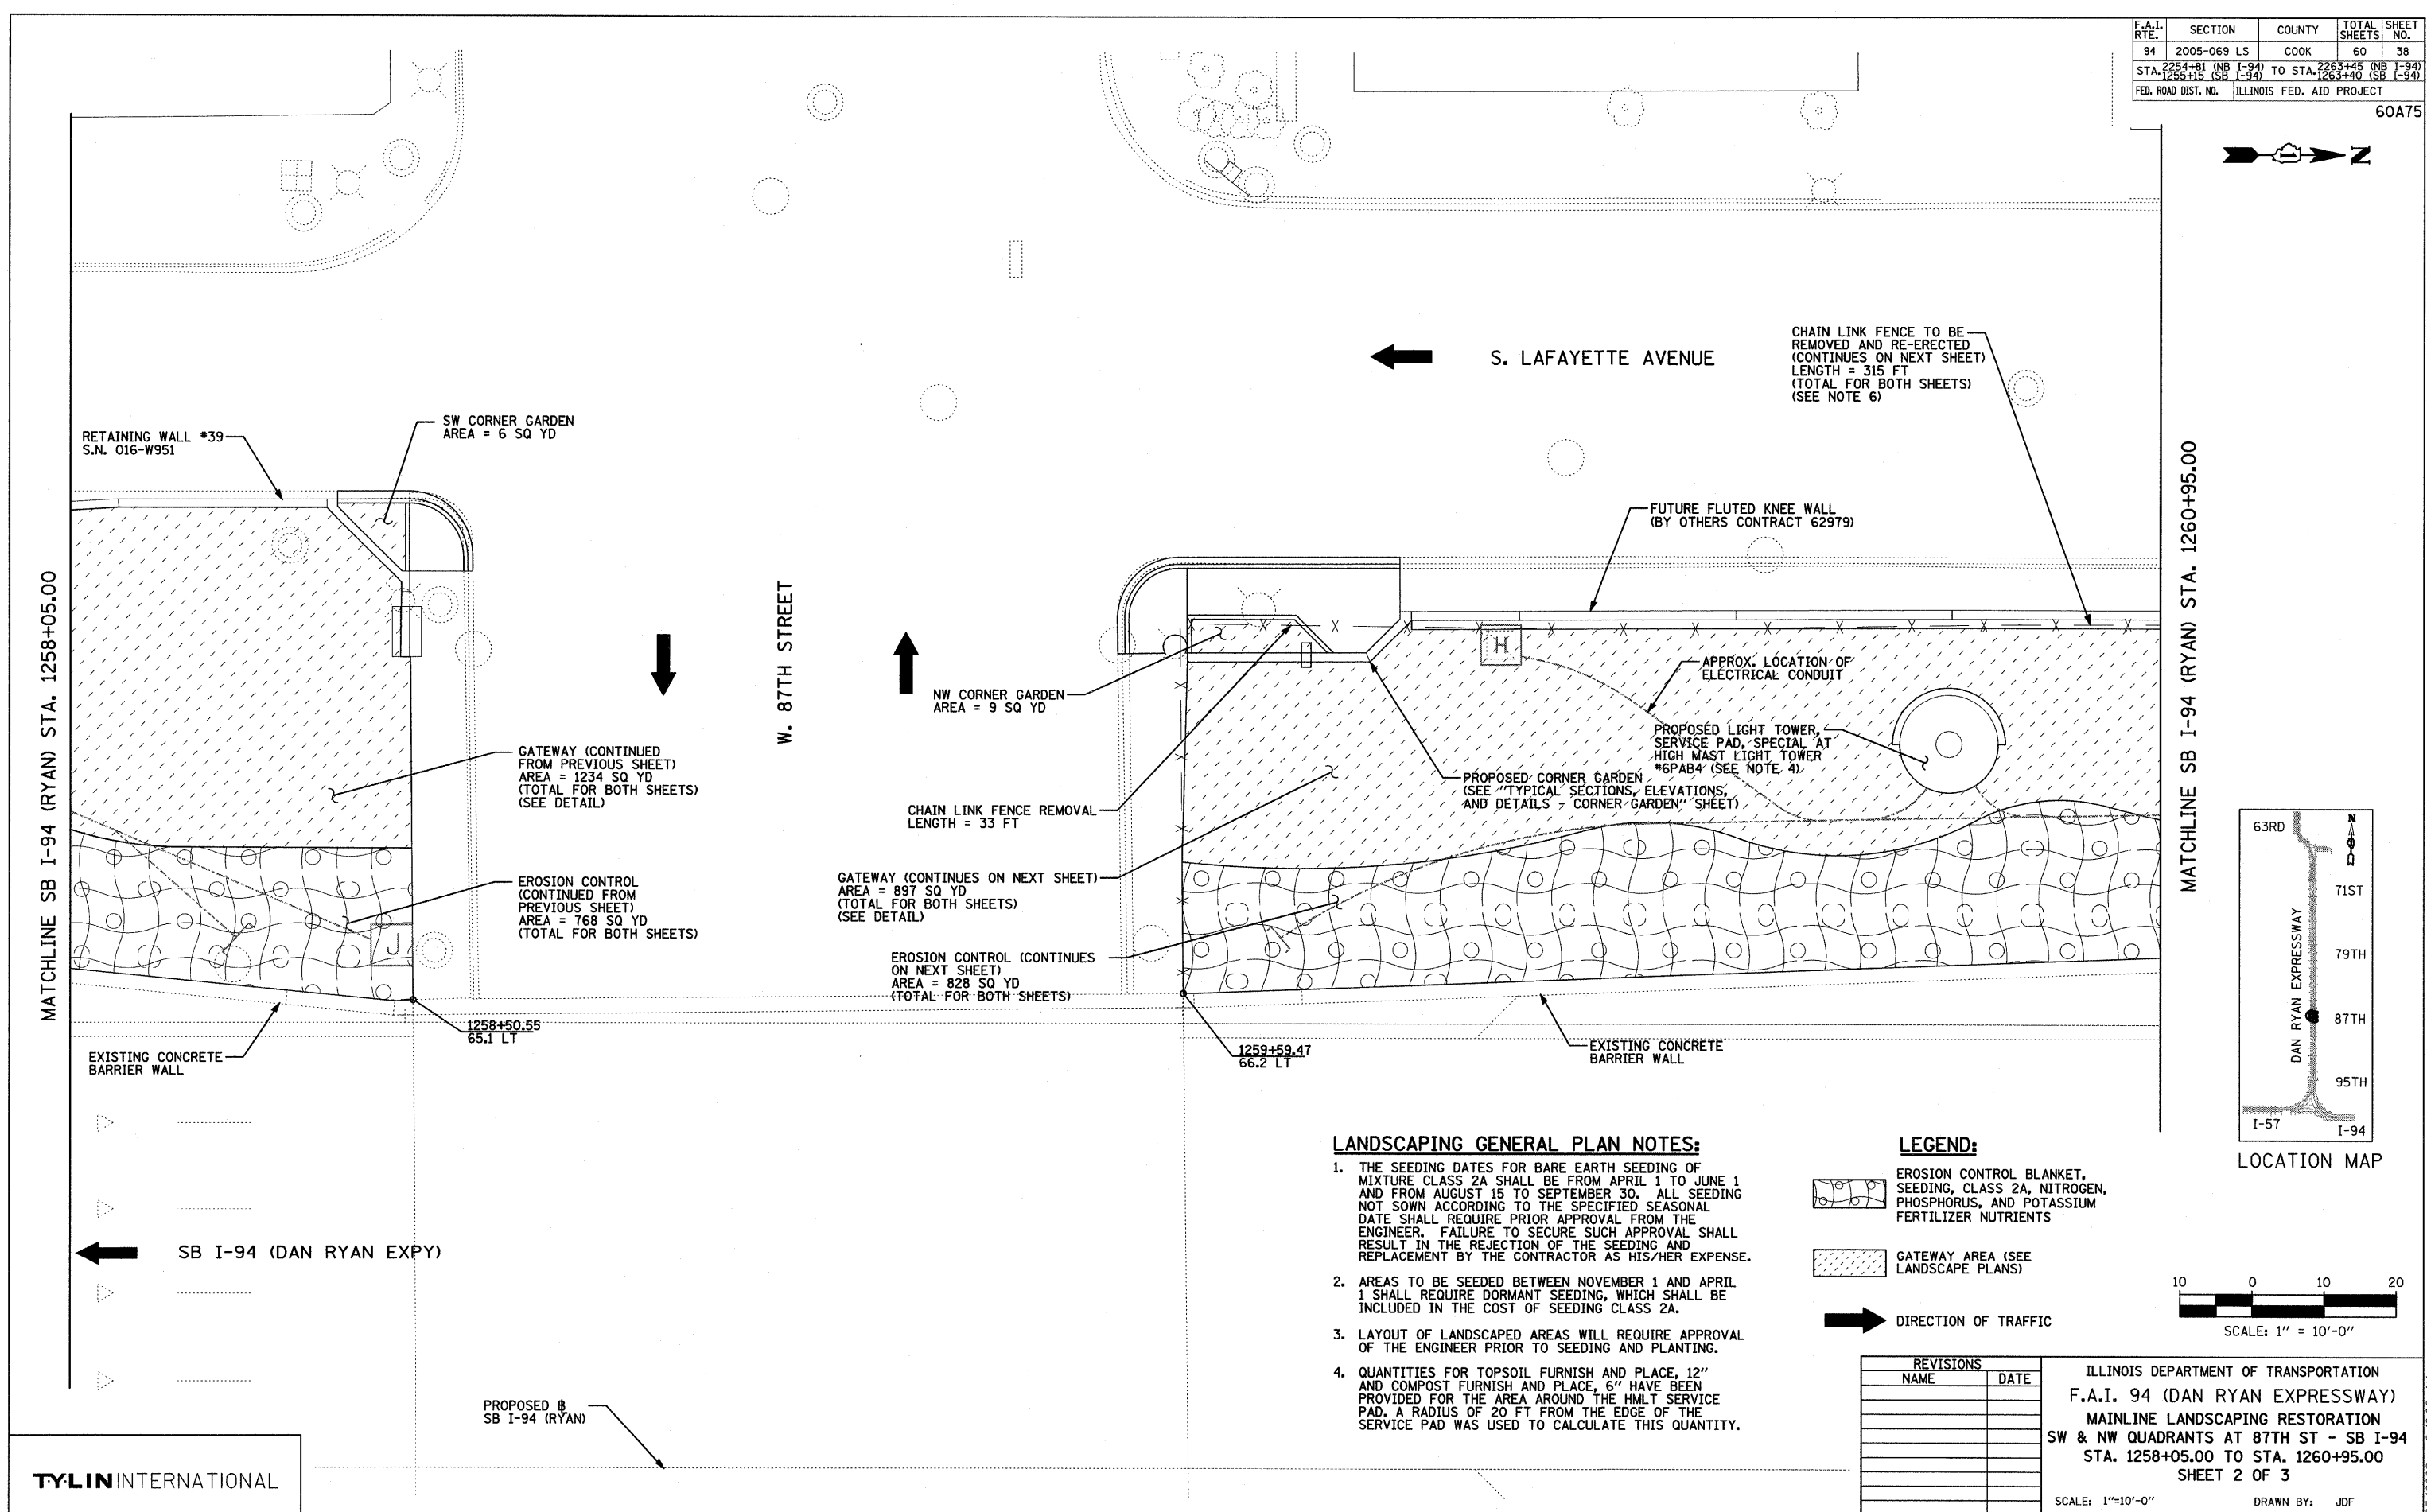 F.A.I. RTE. SECTION COUNTY TOTAL SHEETS SHEET NO.
94 2005-069 LS COOK 60 38
STA. 2254+81 (NB I-94) TO STA. 2263+45 (NB I-94)
1255+15 (SB I-94) 1263+40 (SB I-94)
FED. ROAD DIST. NO. ILLINOIS FED. AID PROJECT
60A75
N
CHAIN LINK FENCE TO BE
REMOVED AND RE-ERECTED
(CONTINUES ON NEXT SHEET)
LENGTH = 315 FT
(TOTAL FOR BOTH SHEETS)
(SEE NOTE 6)
S. LAFAYETTE AVENUE
SW CORNER GARDEN
AREA = 6 SQ YD
RETAINING WALL #39
S.N. 016-W951
FUTURE FLUTED KNEE WALL
(BY OTHERS CONTRACT 62979)
MATCHLINE SB I-94 (RYAN) STA. 1258+05.00
W. 87TH STREET
MATCHLINE SB I-94 (RYAN) STA. 1260+95.00
H
APPROX. LOCATION OF
ELECTRICAL CONDUIT
NW CORNER GARDEN
AREA = 9 SQ YD
PROPOSED LIGHT TOWER,
SERVICE PAD, SPECIAL AT
HIGH MAST LIGHT TOWER
#6PAB4 (SEE NOTE 4)
GATEWAY (CONTINUED
FROM PREVIOUS SHEET)
AREA = 1234 SQ YD
(TOTAL FOR BOTH SHEETS)
(SEE DETAIL)
PROPOSED CORNER GARDEN
(SEE "TYPICAL SECTIONS, ELEVATIONS,
AND DETAILS - CORNER GARDEN" SHEET)
CHAIN LINK FENCE REMOVAL
LENGTH = 33 FT
EROSION CONTROL
(CONTINUED FROM
PREVIOUS SHEET)
AREA = 768 SQ YD
(TOTAL FOR BOTH SHEETS)
GATEWAY (CONTINUES ON NEXT SHEET)
AREA = 897 SQ YD
(TOTAL FOR BOTH SHEETS)
(SEE DETAIL)
J
EROSION CONTROL (CONTINUES
ON NEXT SHEET)
AREA = 828 SQ YD
(TOTAL FOR BOTH SHEETS)
1258+50.55
65.1 LT
1259+59.47
66.2 LT
EXISTING CONCRETE
BARRIER WALL
EXISTING CONCRETE
BARRIER WALL
63RD
N
71ST
79TH
DAN RYAN EXPRESSWAY
87TH
95TH
I-57
I-94
LOCATION MAP
SB I-94 (DAN RYAN EXPY)
PROPOSED
SB I-94 (RYAN)
LANDSCAPING GENERAL PLAN NOTES:
1. THE SEEDING DATES FOR BARE EARTH SEEDING OF
MIXTURE CLASS 2A SHALL BE FROM APRIL 1 TO JUNE 1
AND FROM AUGUST 15 TO SEPTEMBER 30. ALL SEEDING
NOT SOWN ACCORDING TO THE SPECIFIED SEASONAL
DATE SHALL REQUIRE PRIOR APPROVAL FROM THE
ENGINEER. FAILURE TO SECURE SUCH APPROVAL SHALL
RESULT IN THE REJECTION OF THE SEEDING AND
REPLACEMENT BY THE CONTRACTOR AS HIS/HER EXPENSE.
2. AREAS TO BE SEEDED BETWEEN NOVEMBER 1 AND APRIL
1 SHALL REQUIRE DORMANT SEEDING, WHICH SHALL BE
INCLUDED IN THE COST OF SEEDING CLASS 2A.
3. LAYOUT OF LANDSCAPED AREAS WILL REQUIRE APPROVAL
OF THE ENGINEER PRIOR TO SEEDING AND PLANTING.
4. QUANTITIES FOR TOPSOIL FURNISH AND PLACE, 12"
AND COMPOST FURNISH AND PLACE, 6" HAVE BEEN
PROVIDED FOR THE AREA AROUND THE HMLT SERVICE
PAD. A RADIUS OF 20 FT FROM THE EDGE OF THE
SERVICE PAD WAS USED TO CALCULATE THIS QUANTITY.
LEGEND:
EROSION CONTROL BLANKET,
SEEDING, CLASS 2A, NITROGEN,
PHOSPHORUS, AND POTASSIUM
FERTILIZER NUTRIENTS
GATEWAY AREA (SEE
LANDSCAPE PLANS)
DIRECTION OF TRAFFIC
10 0 10 20
SCALE: 1" = 10'-0"
REVISIONS
NAME DATE
ILLINOIS DEPARTMENT OF TRANSPORTATION
F.A.I. 94 (DAN RYAN EXPRESSWAY)
MAINLINE LANDSCAPING RESTORATION
SW & NW QUADRANTS AT 87TH ST - SB I-94
STA. 1258+05.00 TO STA. 1260+95.00
SHEET 2 OF 3
SCALE: 1"=10'-0" DRAWN BY: JDF
TY·LIN INTERNATIONAL